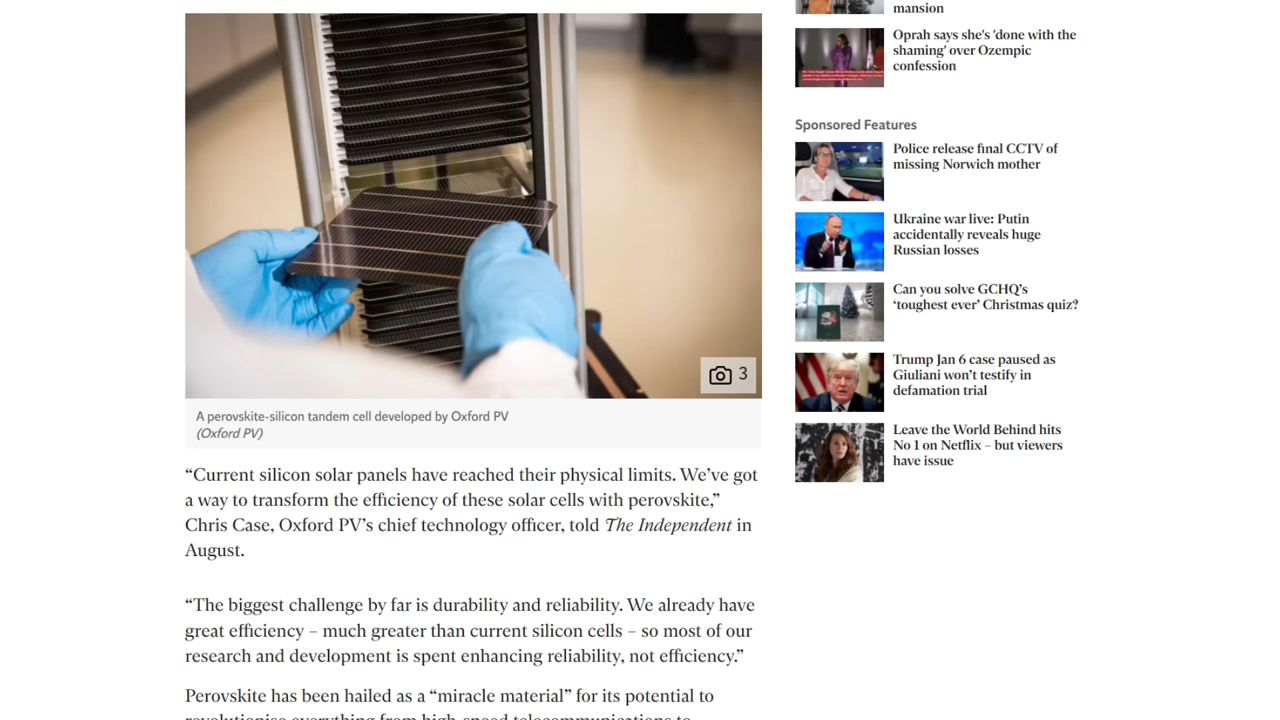 mansion
Oprah says she's 'done with the
shaming' over Ozempic
confession
Sponsored Features
Police release final CCTV of
missing Norwich mother
Ukraine war live: Putin
accidentally reveals huge
Russian losses
Can you solve GCHQ’s
‘toughest ever’ Christmas quiz?
Trump Jan 6 case paused as
Giuliani won’t testify in
defamation trial
Leave the World Behind hits
No 1 on Netflix – but viewers
have issue
3
A perovskite-silicon tandem cell developed by Oxford PV
(Oxford PV)
“Current silicon solar panels have reached their physical limits. We’ve got
a way to transform the efficiency of these solar cells with perovskite,”
Chris Case, Oxford PV’s chief technology officer, told The Independent in
August.
“The biggest challenge by far is durability and reliability. We already have
great efficiency – much greater than current silicon cells – so most of our
research and development is spent enhancing reliability, not efficiency.”
Perovskite has been hailed as a “miracle material” for its potential to
revolutionise everything from high-speed telecommunications to